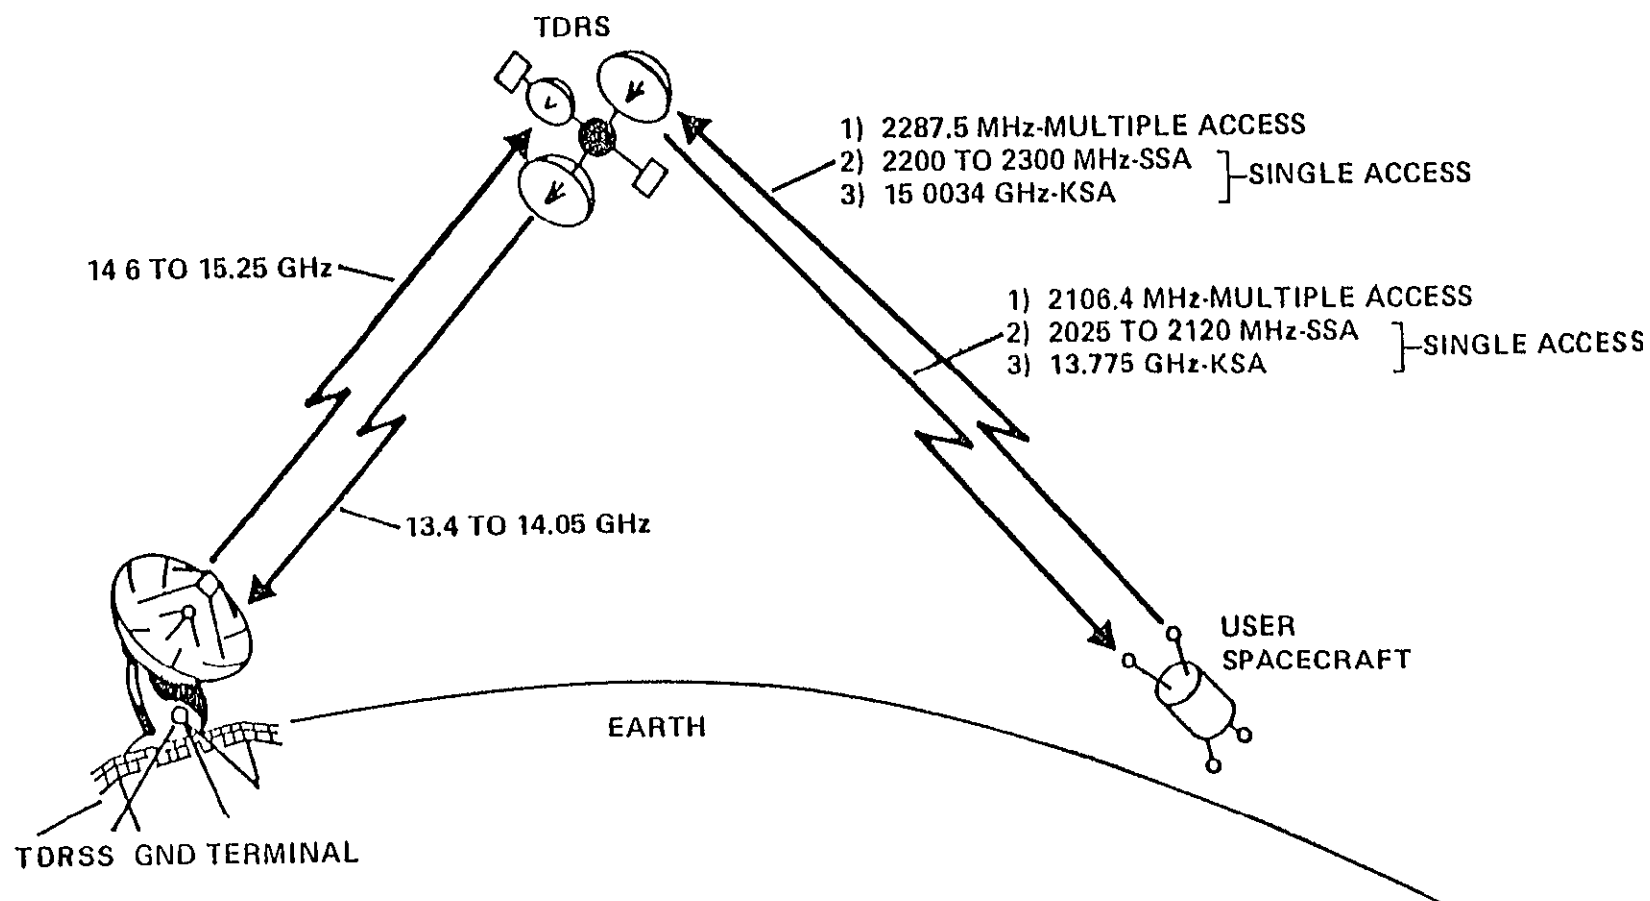 TDRS
1) 2287.5 MHz-MULTIPLE ACCESS
2) 2200 TO 2300 MHz-SSA
3) 15 0034 GHz-KSA
SINGLE ACCESS
14 6 TO 15.25 GHz
1) 2106.4 MHz-MULTIPLE ACCESS
2) 2025 TO 2120 MHz-SSA
3) 13.775 GHz-KSA
SINGLE ACCESS
13.4 TO 14.05 GHz
USER
SPACECRAFT
EARTH
TDRSS GND TERMINAL